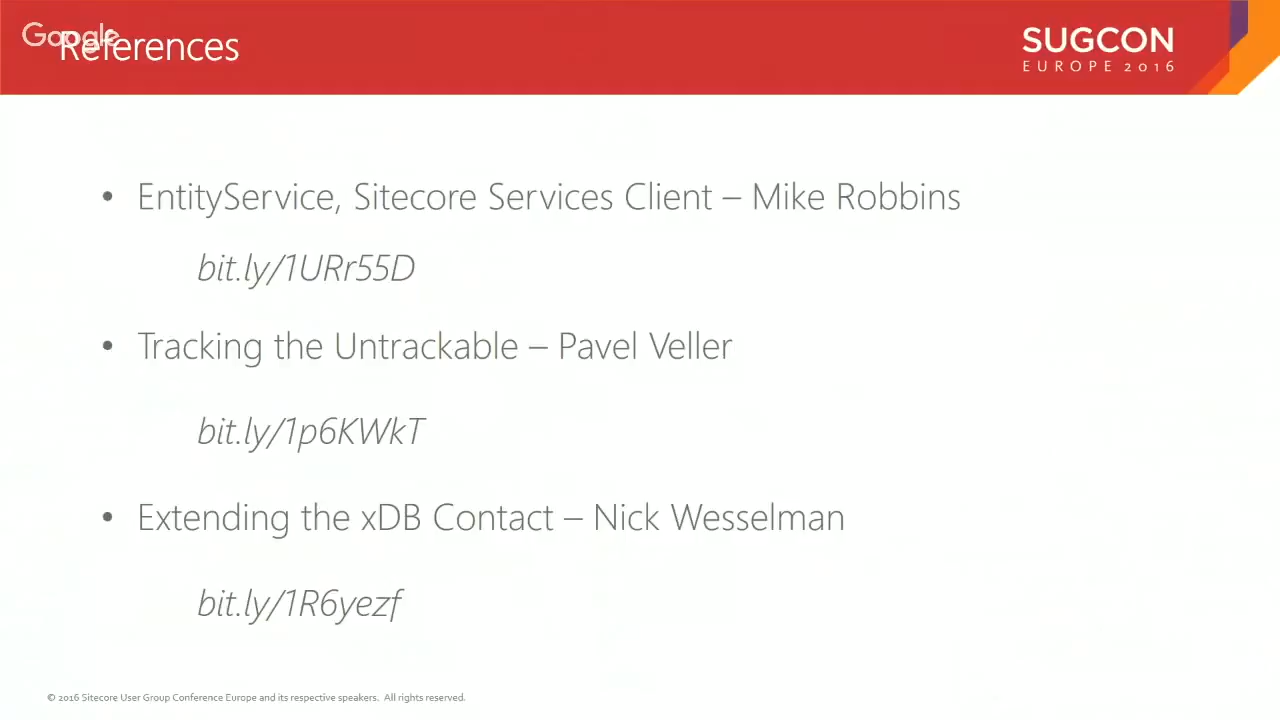 Google
References
SUGCON
EUROPE 2016
• EntityService, Sitecore Services Client – Mike Robbins
bit.ly/1URr55D
• Tracking the Untrackable – Pavel Veller
bit.ly/1p6KWkT
• Extending the xDB Contact – Nick Wesselman
bit.ly/1R6yezf
© 2016 Sitecore User Group Conference Europe and its respective speakers. All rights reserved.